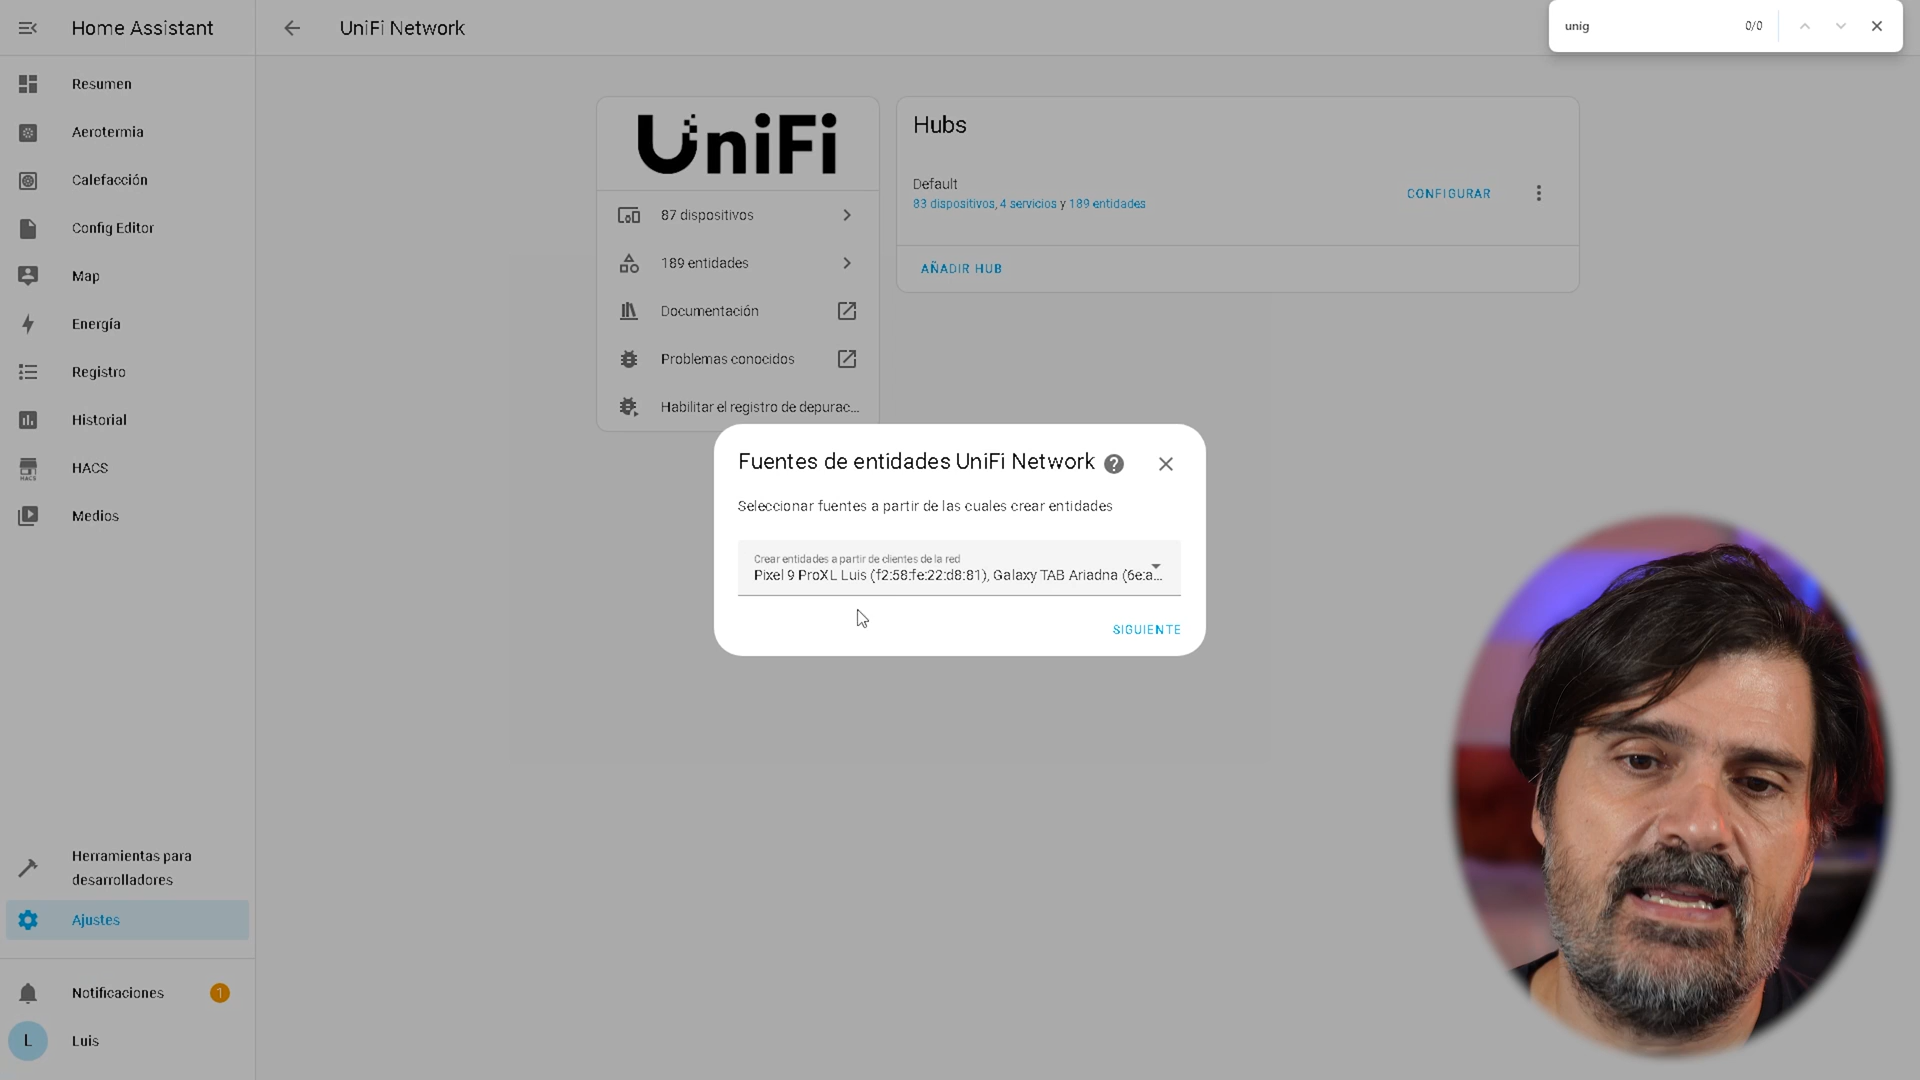 Home Assistant
UniFi Network
unig
0/0
Resumen
Aerotermia
Calefacción
Config Editor
Map
Energía
Registro
Historial
HACS
HACS
Medios
Herramientas para
desarrolladores
Ajustes
Notificaciones
1
L
Luis
UniFi
87 dispositivos
189 entidades
Documentación
Problemas conocidos
Habilitar el registro de depurac...
Hubs
Default
83 dispositivos, 4 servicios y 189 entidades
CONFIGURAR
AÑADIR HUB
Fuentes de entidades UniFi Network
Seleccionar fuentes a partir de las cuales crear entidades
Crear entidades a partir de clientes de la red
Pixel 9 ProXL Luis (f2:58:fe:22:d8:81), Galaxy TAB Ariadna (6e:a...
SIGUIENTE